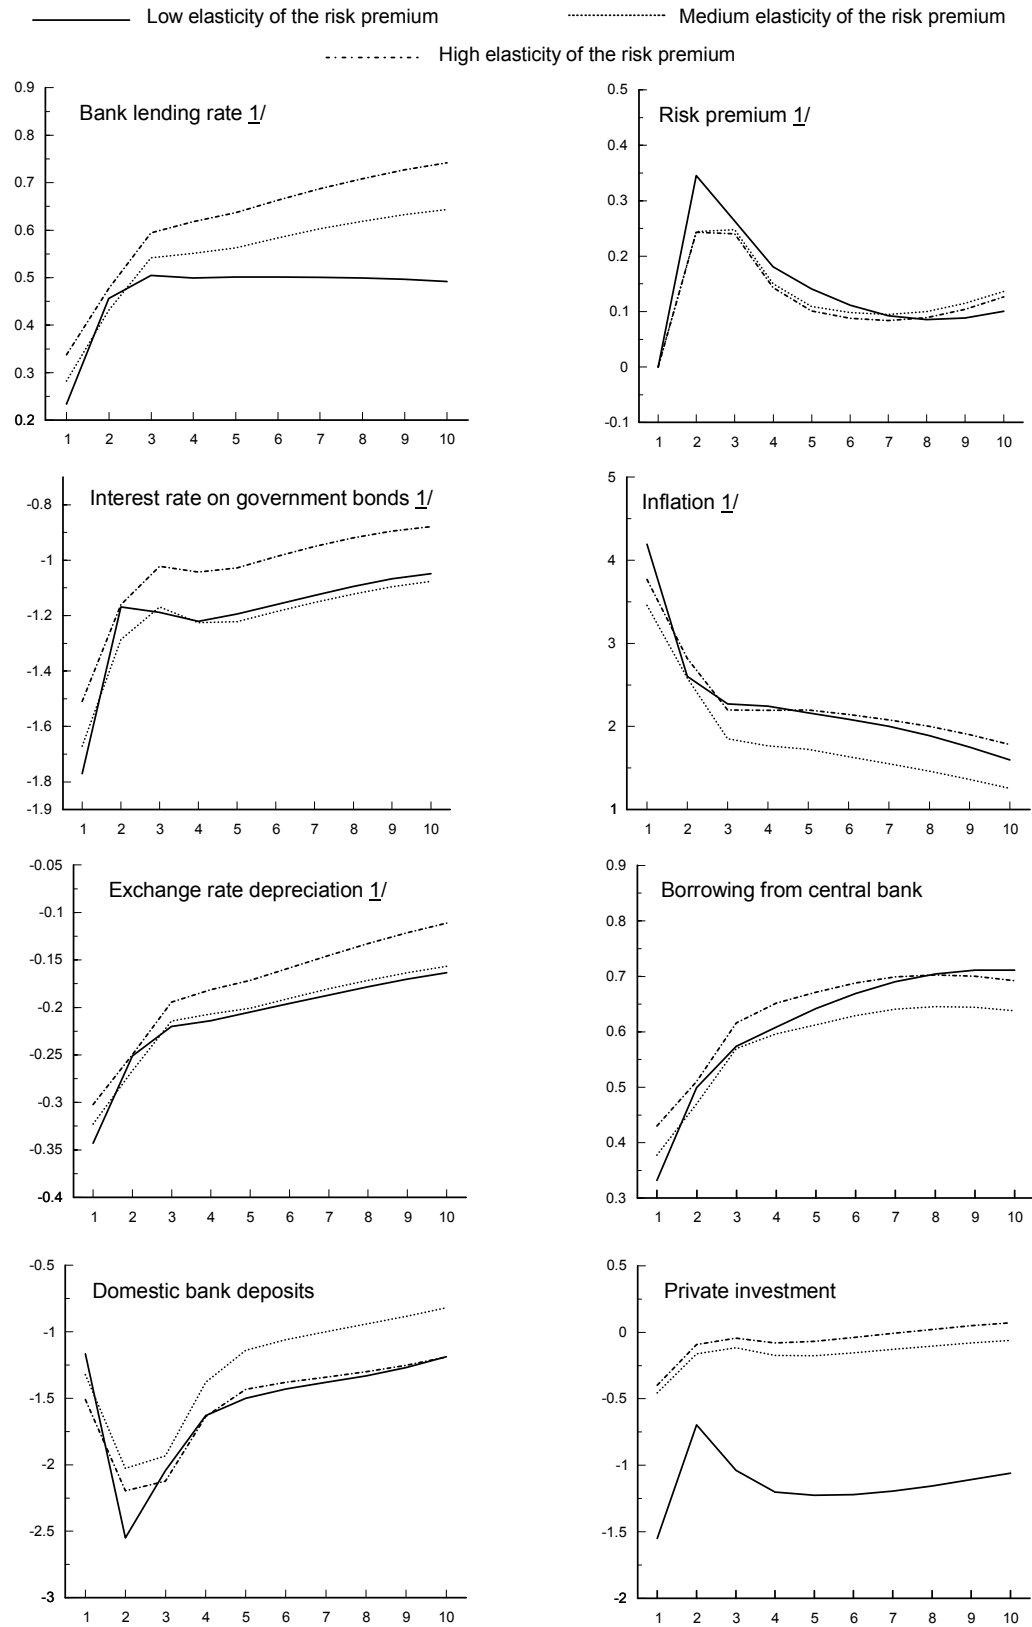 Low elasticity of the risk premium
Medium elasticity of the risk premium
High elasticity of the risk premium
Bank lending rate 1/
0.9
0.8
0.7
0.6
0.5
0.4
0.3
0.2
1 2 3 4 5 6 7 8 9 10
Risk premium 1/
0.5
0.4
0.3
0.2
0.1
0
-0.1
1 2 3 4 5 6 7 8 9 10
Interest rate on government bonds 1/
-0.8
-1
-1.2
-1.4
-1.6
-1.8
-1.9
1 2 3 4 5 6 7 8 9 10
Inflation 1/
5
4
3
2
1
1 2 3 4 5 6 7 8 9 10
Exchange rate depreciation 1/
-0.05
-0.1
-0.15
-0.2
-0.25
-0.3
-0.35
-0.4
1 2 3 4 5 6 7 8 9 10
Borrowing from central bank
0.9
0.8
0.7
0.6
0.5
0.4
0.3
1 2 3 4 5 6 7 8 9 10
Domestic bank deposits
-0.5
-1
-1.5
-2
-2.5
-3
1 2 3 4 5 6 7 8 9 10
Private investment
0.5
0
-0.5
-1
-1.5
-2
1 2 3 4 5 6 7 8 9 10